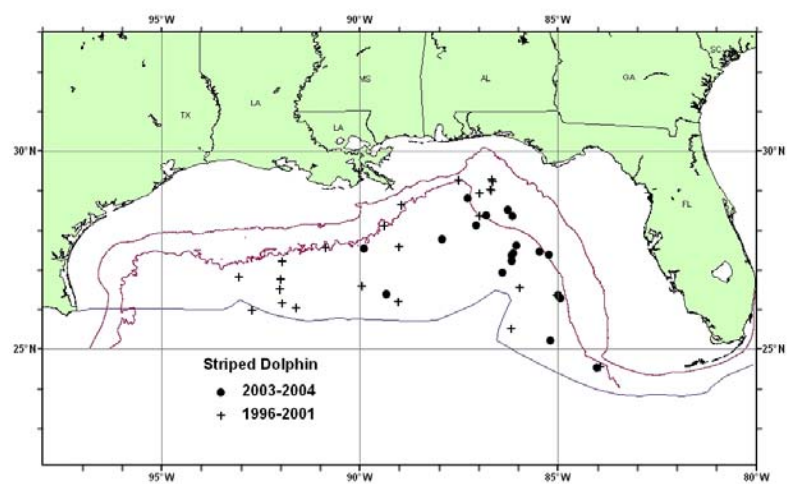 95°W 90°W 85°W 80°W
SC
MS AL GA
TX LA
LA
30°N 30°N
FL
25°N 25°N
Striped Dolphin
2003-2004
1996-2001
95°W 90°W 85°W 80°W